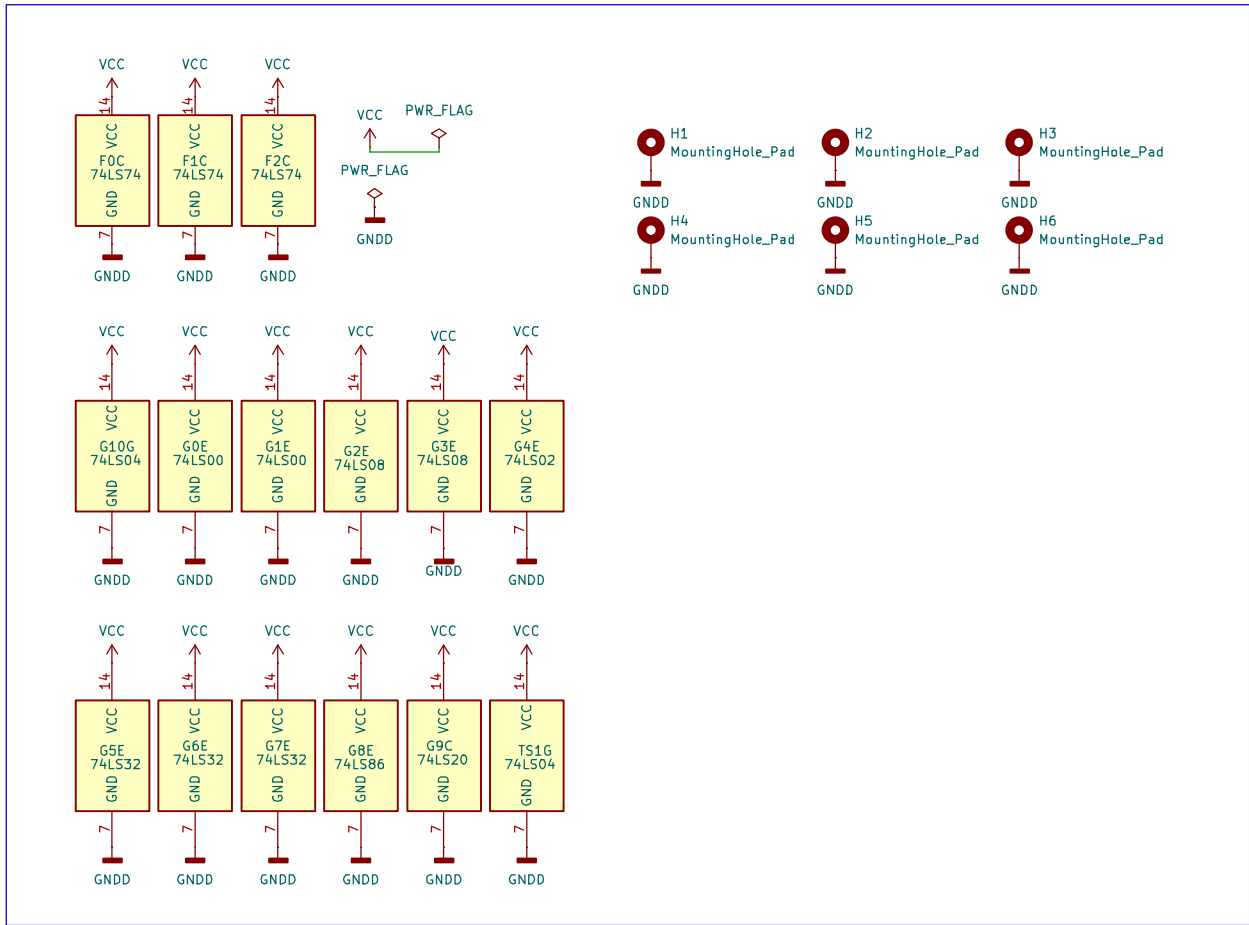 VCC VCC VCC
PWR_FLAG
VCC
14 14 14
VCC VCC VCC
F0C F1C F2C
74LS74 74LS74 74LS74
GND GND GND
7 7 7
GNDD GNDD GNDD
PWR_FLAG
GNDD
H1 H2 H3
MountingHole_Pad MountingHole_Pad MountingHole_Pad
GNDD GNDD GNDD
H4 H5 H6
MountingHole_Pad MountingHole_Pad MountingHole_Pad
GNDD GNDD GNDD
VCC VCC VCC VCC VCC VCC
14 14 14 14 14 14
VCC VCC VCC VCC VCC VCC
G10G G0E G1E G2E G3E G4E
74LS04 74LS00 74LS00 74LS08 74LS08 74LS02
GND GND GND GND GND GND
7 7 7 7 7 7
GNDD GNDD GNDD GNDD GNDD GNDD
VCC VCC VCC VCC VCC VCC
14 14 14 14 14 14
VCC VCC VCC VCC VCC VCC
G5E G6E G7E G8E G9C TS1G
74LS32 74LS32 74LS32 74LS86 74LS20 74LS04
GND GND GND GND GND GND
7 7 7 7 7 7
GNDD GNDD GNDD GNDD GNDD GNDD